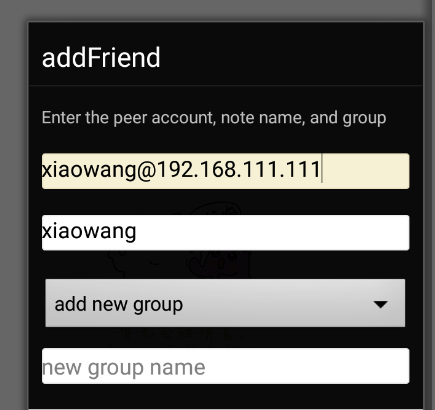 addFriend
Enter the peer account, note name, and group
xiaowang@192.168.111.111
xiaowang
add new group
new group name